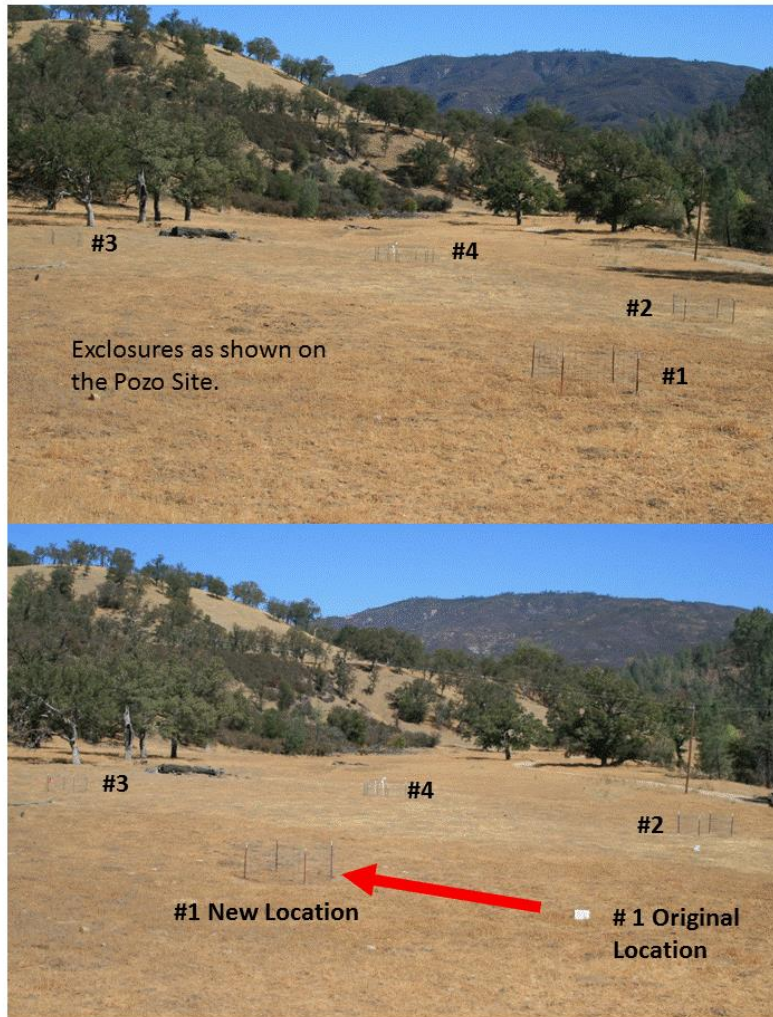 #3
#4
#2
Exclosures as shown on
the Pozo Site.
#1
#3
#4
#2
#1 New Location
# 1 Original
Location